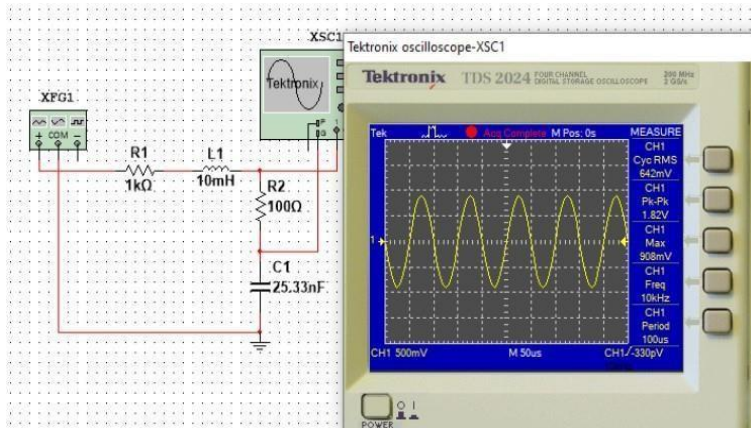 XSC1
Tektronix oscilloscope-XSC1
Tektronix TDS 2024 FOUR CHANNEL DIGITAL STORAGE OSCILLOSCOPE 200 MHz 2 GS/s
Tektronix
P
G
1
XFG1
+ COM −
R1
1kΩ
L1
10mH
R2
100Ω
C1
25.33nF
Tek Acq Complete M Pos: 0s MEASURE
CH1
Cyc RMS
642mV
CH1
Pk-Pk
1.82V
CH1
Max
908mV
CH1
Freq
10kHz
CH1
Period
100us
1
CH1 500mV M 50us CH1/-330pV
POWER